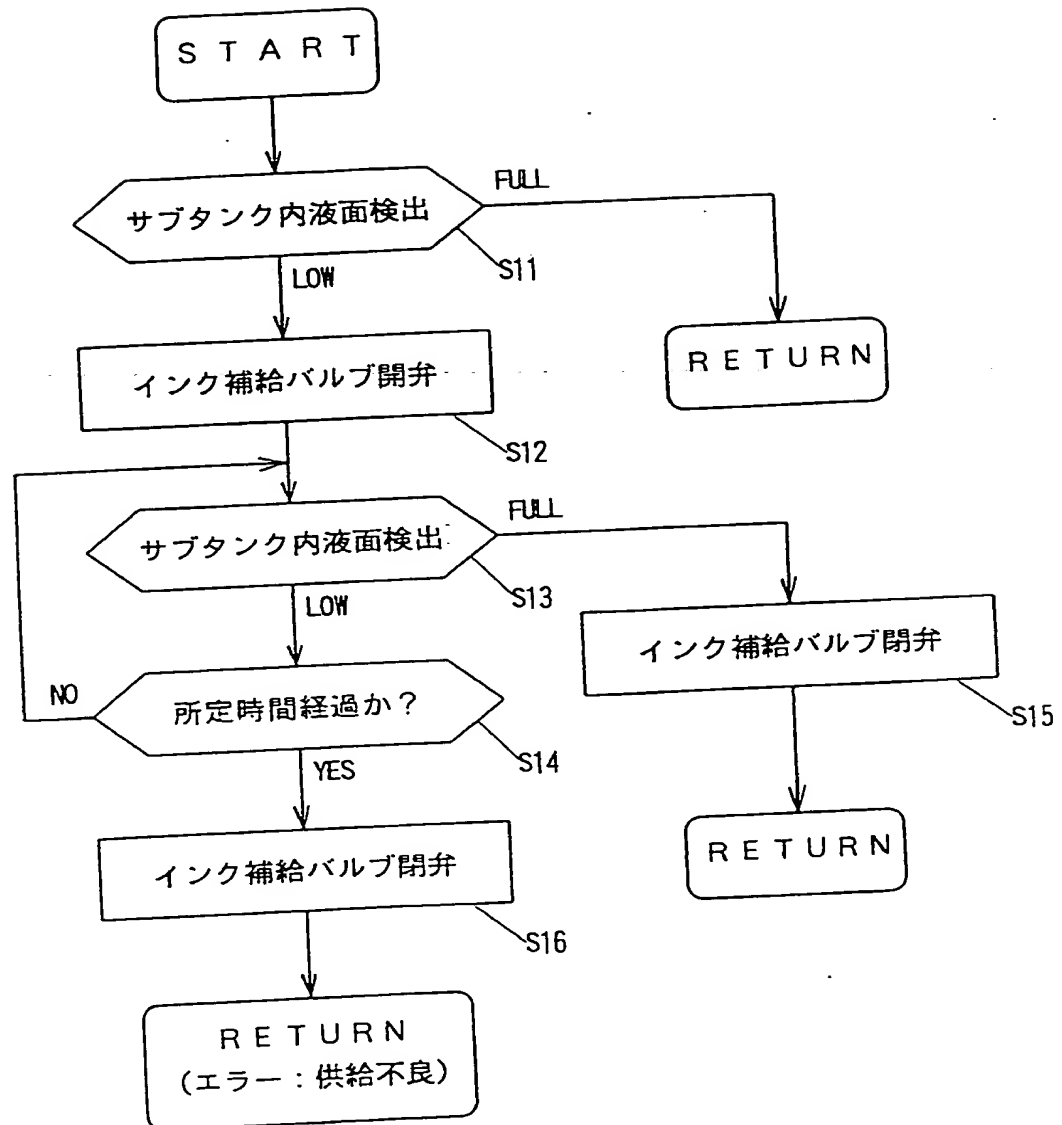 START
サブタンク内液面検出
FULL
S11
LOW
RETURN
インク補給バルブ開弁
S12
サブタンク内液面検出
FULL
S13
LOW
インク補給バルブ閉弁
S15
NO
所定時間経過か?
S14
YES
RETURN
インク補給バルブ閉弁
S16
RETURN
(エラー:供給不良)